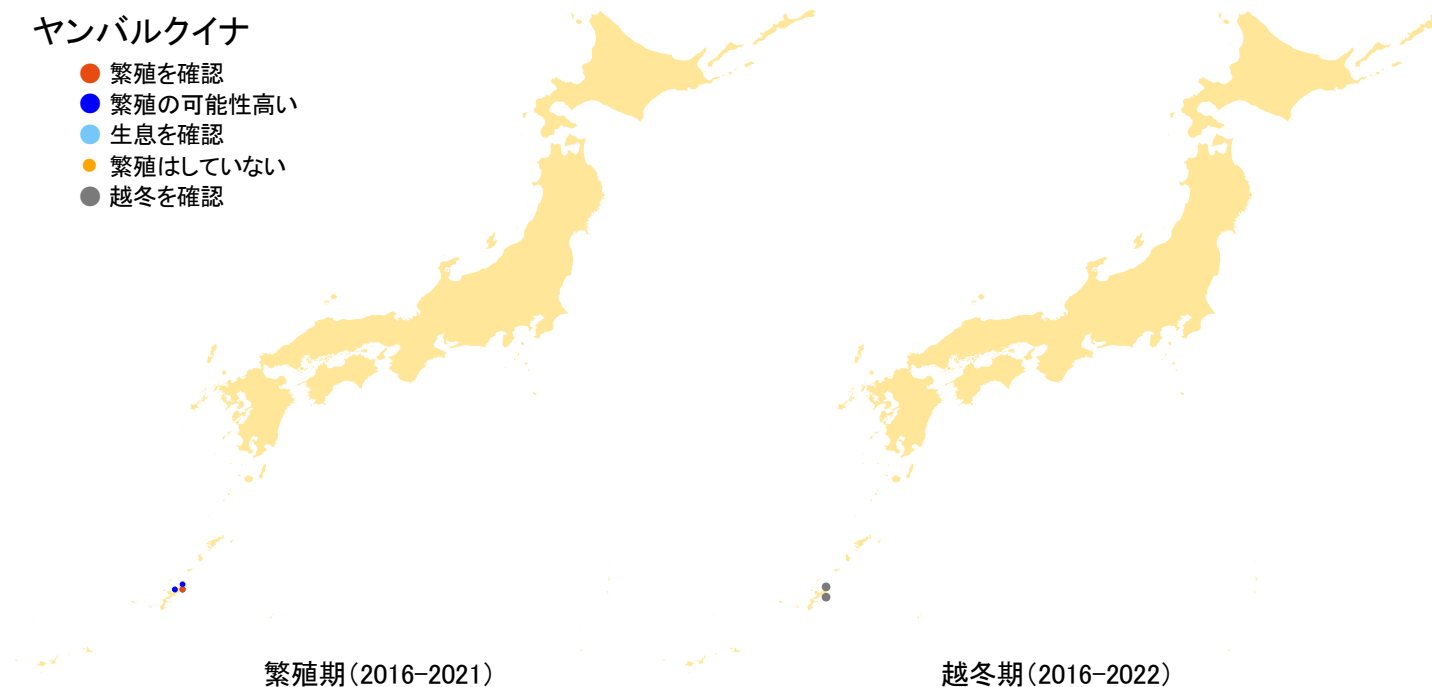 ヤンバルクイナ
繁殖を確認
繁殖の可能性高い
生息を確認
繁殖はしていない
越冬を確認
繁殖期(2016-2021)
越冬期(2016-2022)